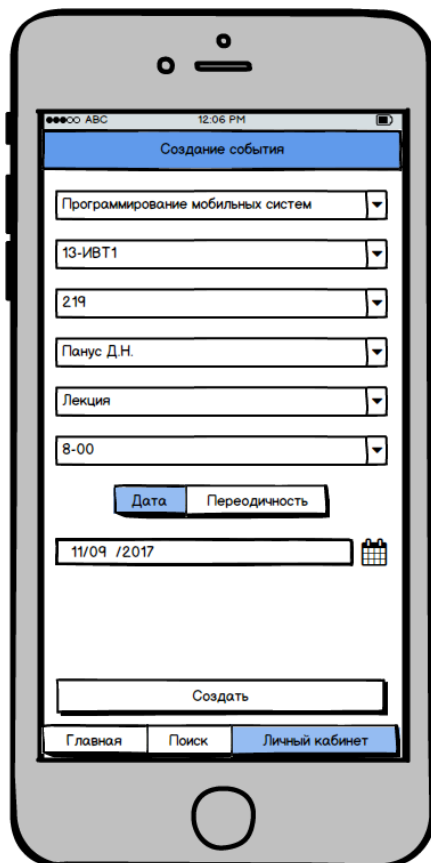 ABC 12:06 PM
Создание события
Программирование мобильных систем
13-ИВТ1
219
Панус Д.Н.
Лекция
8-00
Дата Переодичность
11/09 /2017
Создать
Главная Поиск Личный кабинет